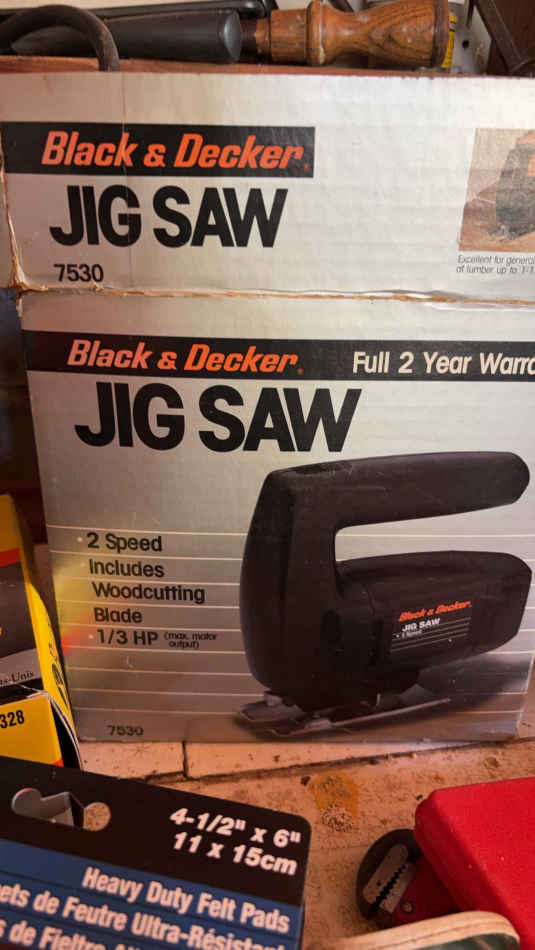 Black & Decker
JIG SAW
7530
Excellent for general
of lumber up to 1-1
Black & Decker
Full 2 Year
JIG SAW
• 2 Speed
• Includes
Woodcutting
Blade
• 1/3 HP (max. motor
output)
Black & Decker
JIG SAW
• 2 Speed
7530
328
4-1/2" x 6"
11 x 15cm
Heavy Duty Felt Pads
de Feutre Ultra-Résistant
de Fieltro